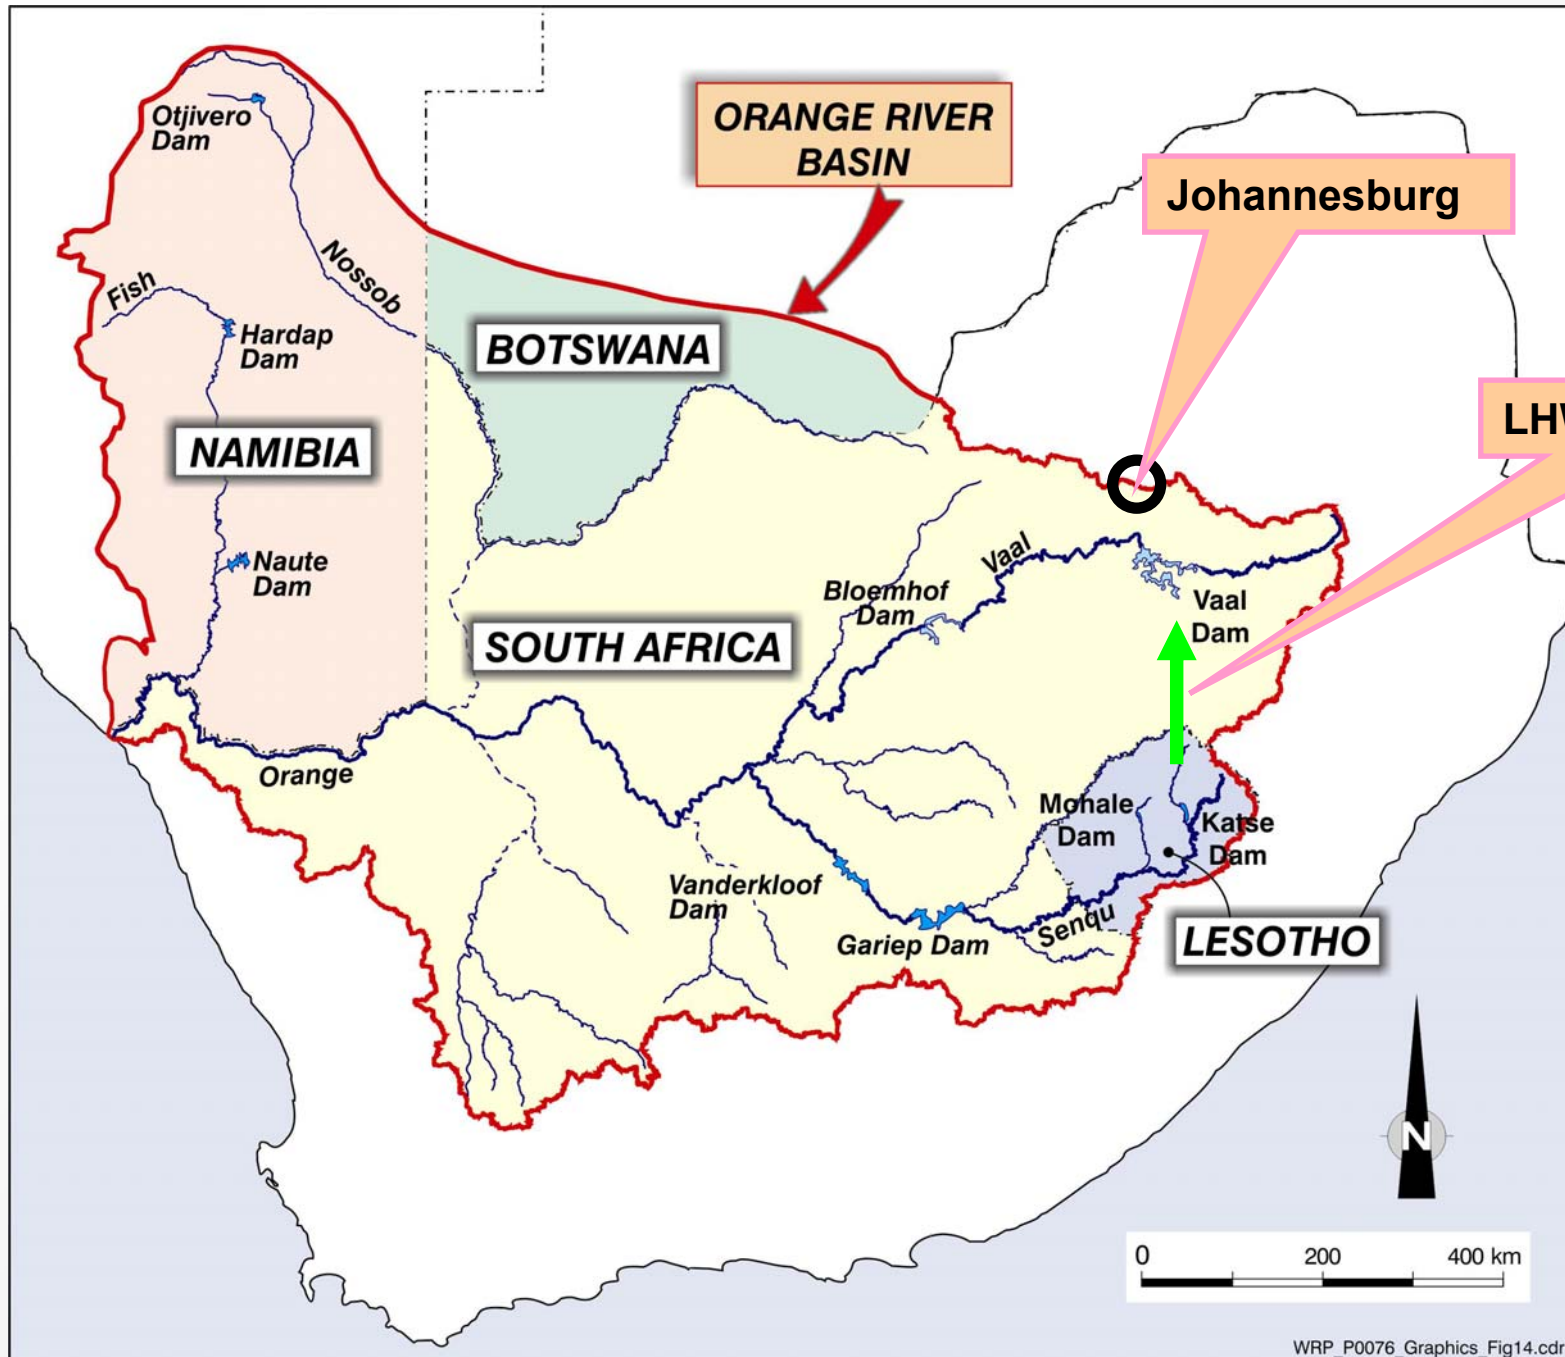 ORANGE RIVER
BASIN
Johannesburg
Otjivero
Dam
Nossob
Fish
Hardap
Dam
BOTSWANA
LHW
NAMIBIA
Naute
Dam
Vaal
Bloemhof
Dam
Vaal
Dam
SOUTH AFRICA
Orange
Mohale
Dam
Katse
Dam
Vanderkloof
Dam
Senqu
Gariep Dam
LESOTHO
N
0 200 400 km
WRP_P0076_Graphics_Fig14.cdr